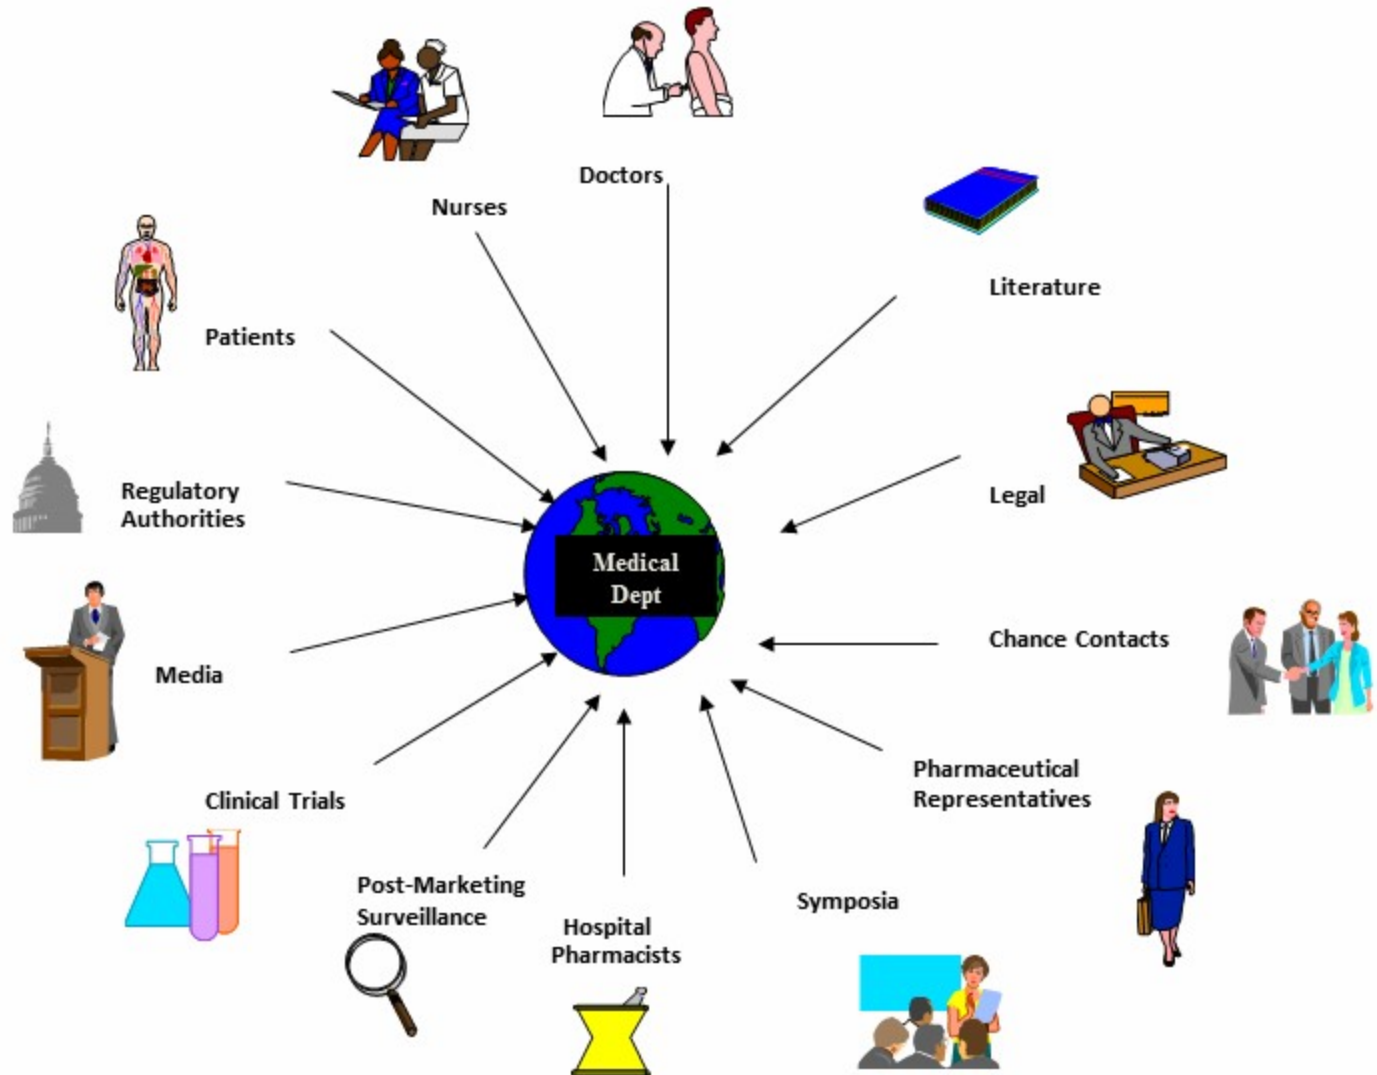 Doctors
Nurses
Literature
Patients
Regulatory
Authorities
Legal
Medical
Dept
Chance Contacts
Media
Pharmaceutical
Representatives
Clinical Trials
Post-Marketing
Surveillance
Symposia
Hospital
Pharmacists